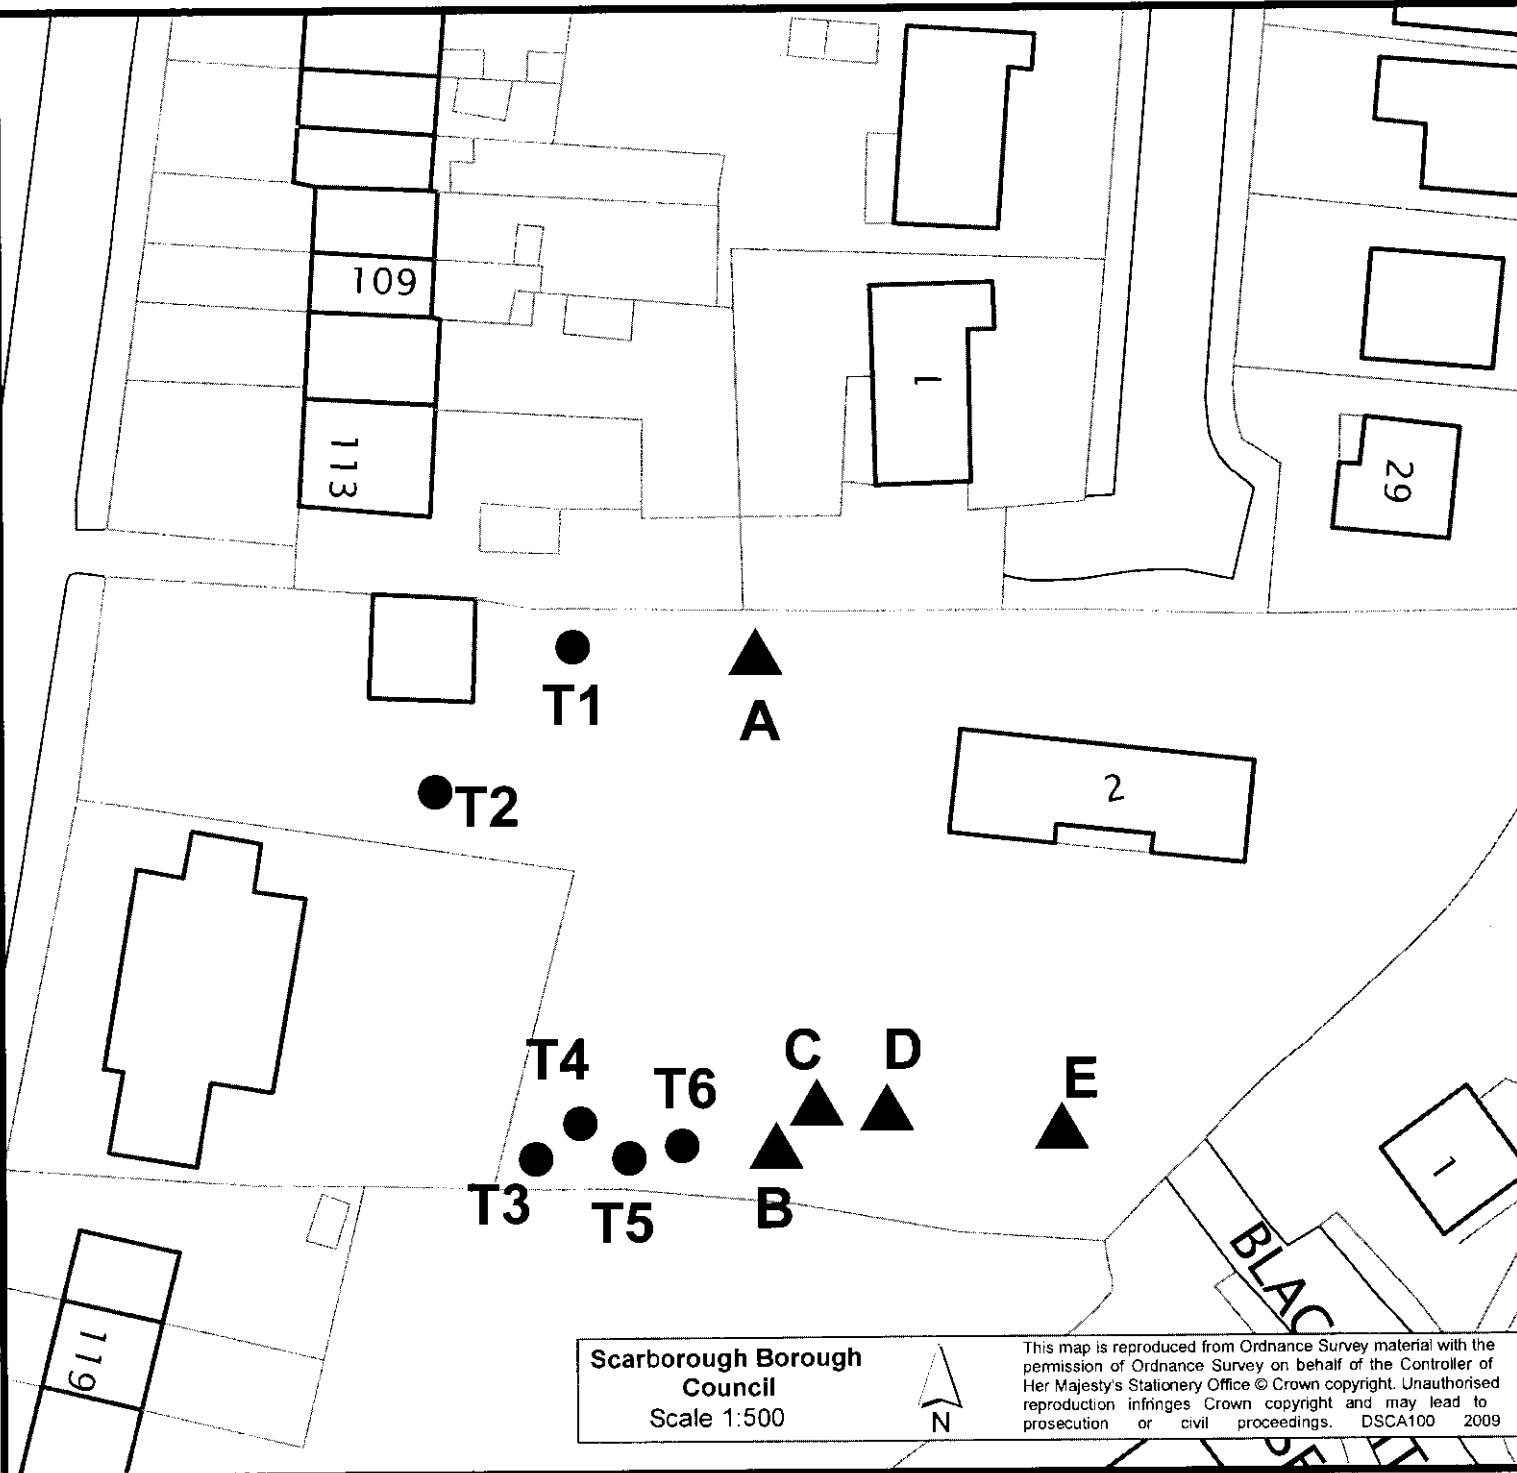 109
1
113
29
T1
A
2
T2
C
D
T4
E
T6
T3
T5
B
1
BLAC
119
Scarborough Borough
Council
Scale 1:500
N
This map is reproduced from Ordnance Survey material with the
permission of Ordnance Survey on behalf of the Controller of
Her Majesty's Stationery Office © Crown copyright. Unauthorised
reproduction infringes Crown copyright and may lead to
prosecution or civil proceedings. DSCA100 2009